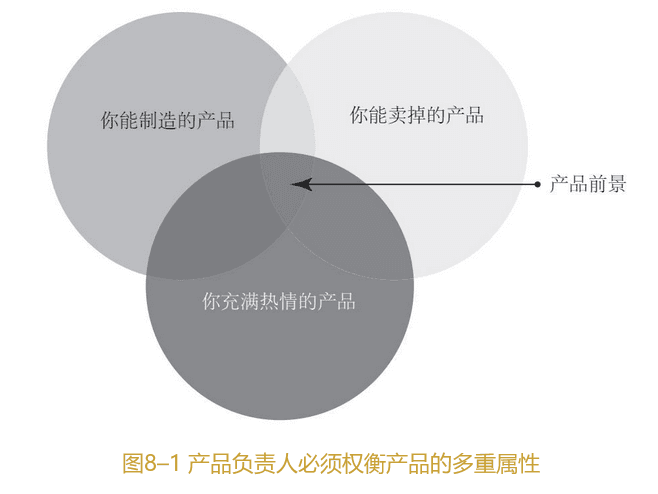 你能制造的产品
你能卖掉的产品
产品前景
你充满热情的产品
图8–1 产品负责人必须权衡产品的多重属性